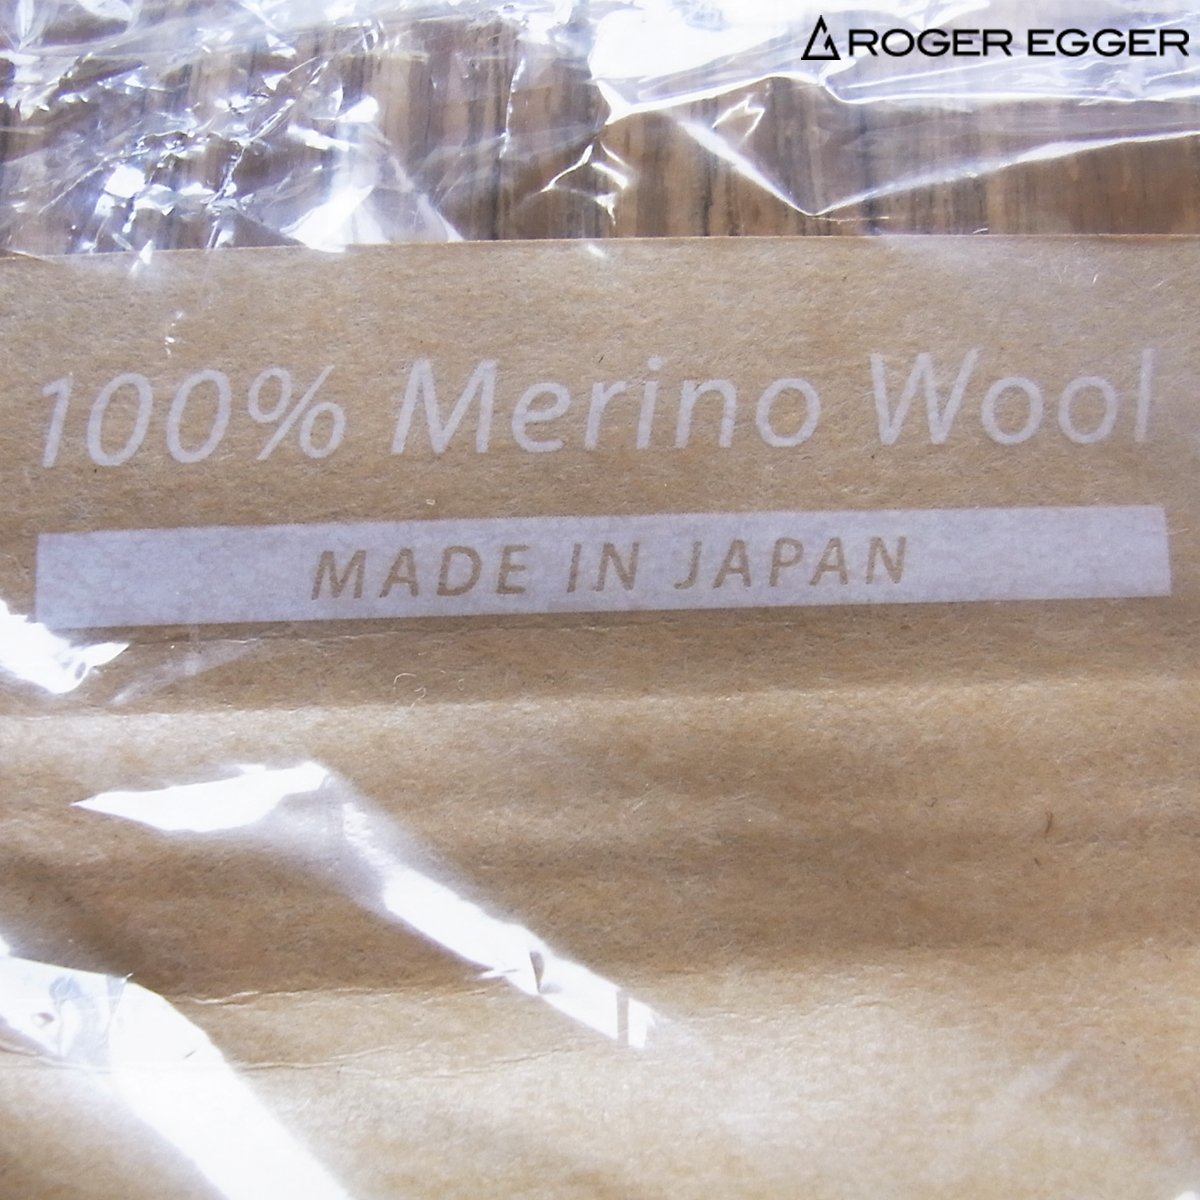 ROGER EGGER
100% Merino Wool
MADE IN JAPAN